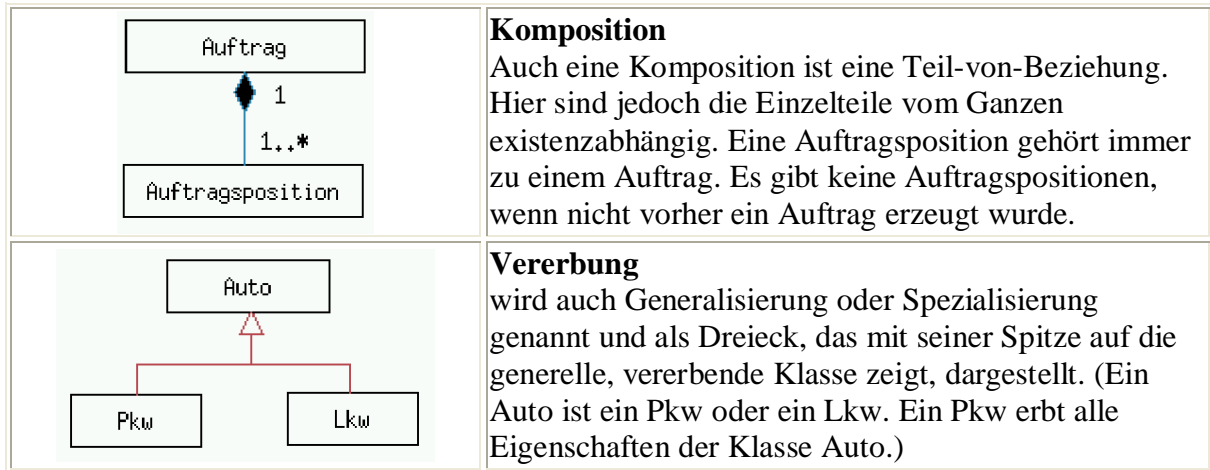 Auftrag
1
1..*
Auftragsposition
Komposition
Auch eine Komposition ist eine Teil-von-Beziehung.
Hier sind jedoch die Einzelteile vom Ganzen
existenzabhängig. Eine Auftragsposition gehört immer
zu einem Auftrag. Es gibt keine Auftragspositionen,
wenn nicht vorher ein Auftrag erzeugt wurde.
Auto
Pkw
Lkw
Vererbung
wird auch Generalisierung oder Spezialisierung
genannt und als Dreieck, das mit seiner Spitze auf die
generelle, vererbende Klasse zeigt, dargestellt. (Ein
Auto ist ein Pkw oder ein Lkw. Ein Pkw erbt alle
Eigenschaften der Klasse Auto.)